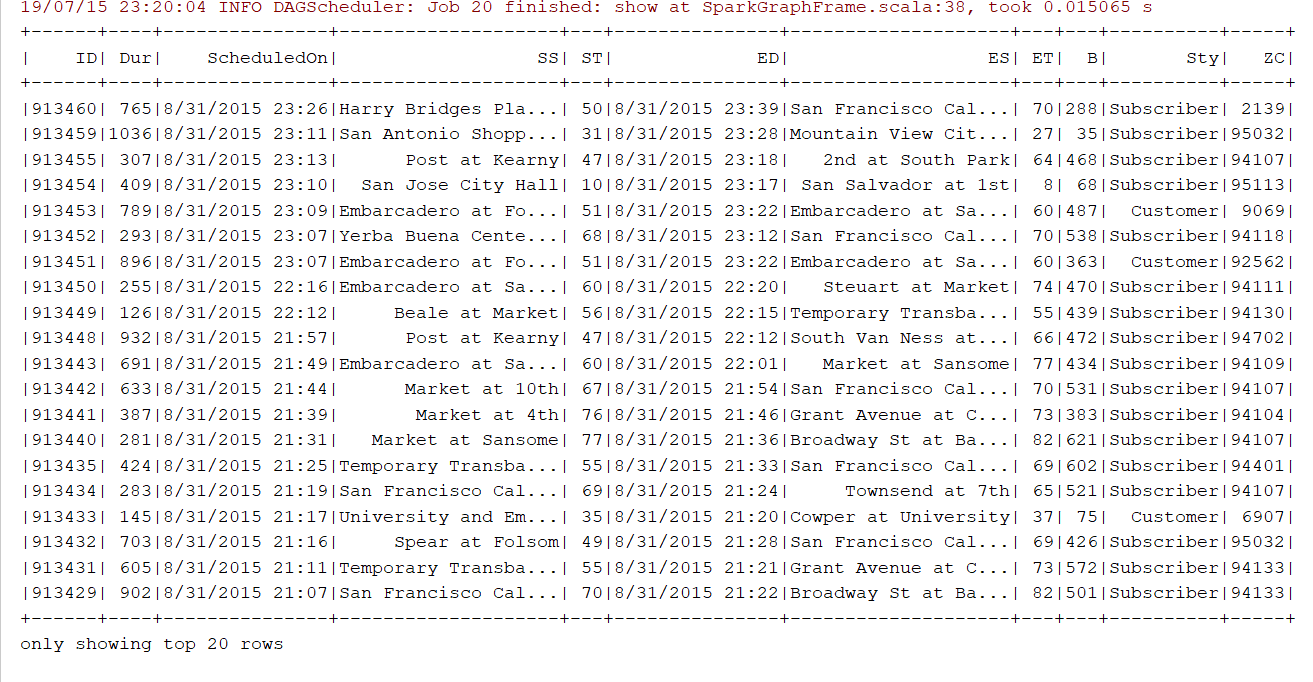 19/07/15 23:20:04 INFO DAGScheduler: Job 20 finished: show at SparkGraphFrame.scala:38, took 0.015065 s
+------+----+---------------+--------------------+---+---------------+--------------------+---+---+----------+-----+
|    ID| Dur|    ScheduledOn|                  SS| ST|             ED|                  ES| ET|  B|       Sty|   ZC|
+------+----+---------------+--------------------+---+---------------+--------------------+---+---+----------+-----+
|913460| 765|8/31/2015 23:26|Harry Bridges Pla...| 50|8/31/2015 23:39|San Francisco Cal...| 70|288|Subscriber| 2139|
|913459|1036|8/31/2015 23:11|San Antonio Shopp...| 31|8/31/2015 23:28|Mountain View Cit...| 27| 35|Subscriber|95032|
|913455| 307|8/31/2015 23:13|      Post at Kearny| 47|8/31/2015 23:18|   2nd at South Park| 64|468|Subscriber|94107|
|913454| 409|8/31/2015 23:10|  San Jose City Hall| 10|8/31/2015 23:17| San Salvador at 1st|  8| 68|Subscriber|95113|
|913453| 789|8/31/2015 23:09|Embarcadero at Fo...| 51|8/31/2015 23:22|Embarcadero at Sa...| 60|487|  Customer| 9069|
|913452| 293|8/31/2015 23:07|Yerba Buena Cente...| 68|8/31/2015 23:12|San Francisco Cal...| 70|538|Subscriber|94118|
|913451| 896|8/31/2015 23:07|Embarcadero at Fo...| 51|8/31/2015 23:22|Embarcadero at Sa...| 60|363|  Customer|92562|
|913450| 255|8/31/2015 22:16|Embarcadero at Sa...| 60|8/31/2015 22:20|   Steuart at Market| 74|470|Subscriber|94111|
|913449| 126|8/31/2015 22:12|     Beale at Market| 56|8/31/2015 22:15|Temporary Transba...| 55|439|Subscriber|94130|
|913448| 932|8/31/2015 21:57|      Post at Kearny| 47|8/31/2015 22:12|South Van Ness at...| 66|472|Subscriber|94702|
|913443| 691|8/31/2015 21:49|Embarcadero at Sa...| 60|8/31/2015 22:01|   Market at Sansome| 77|434|Subscriber|94109|
|913442| 633|8/31/2015 21:44|      Market at 10th| 67|8/31/2015 21:54|San Francisco Cal...| 70|531|Subscriber|94107|
|913441| 387|8/31/2015 21:39|       Market at 4th| 76|8/31/2015 21:46|Grant Avenue at C...| 73|383|Subscriber|94104|
|913440| 281|8/31/2015 21:31|   Market at Sansome| 77|8/31/2015 21:36|Broadway St at Ba...| 82|621|Subscriber|94107|
|913435| 424|8/31/2015 21:25|Temporary Transba...| 55|8/31/2015 21:33|San Francisco Cal...| 69|602|Subscriber|94401|
|913434| 283|8/31/2015 21:19|San Francisco Cal...| 69|8/31/2015 21:24|     Townsend at 7th| 65|521|Subscriber|94107|
|913433| 145|8/31/2015 21:17|University and Em...| 35|8/31/2015 21:20|Cowper at University| 37| 75|  Customer| 6907|
|913432| 703|8/31/2015 21:16|     Spear at Folsom| 49|8/31/2015 21:28|San Francisco Cal...| 69|426|Subscriber|95032|
|913431| 605|8/31/2015 21:11|Temporary Transba...| 55|8/31/2015 21:21|Grant Avenue at C...| 73|572|Subscriber|94133|
|913429| 902|8/31/2015 21:07|San Francisco Cal...| 70|8/31/2015 21:22|Broadway St at Ba...| 82|501|Subscriber|94133|
+------+----+---------------+--------------------+---+---------------+--------------------+---+---+----------+-----+
only showing top 20 rows